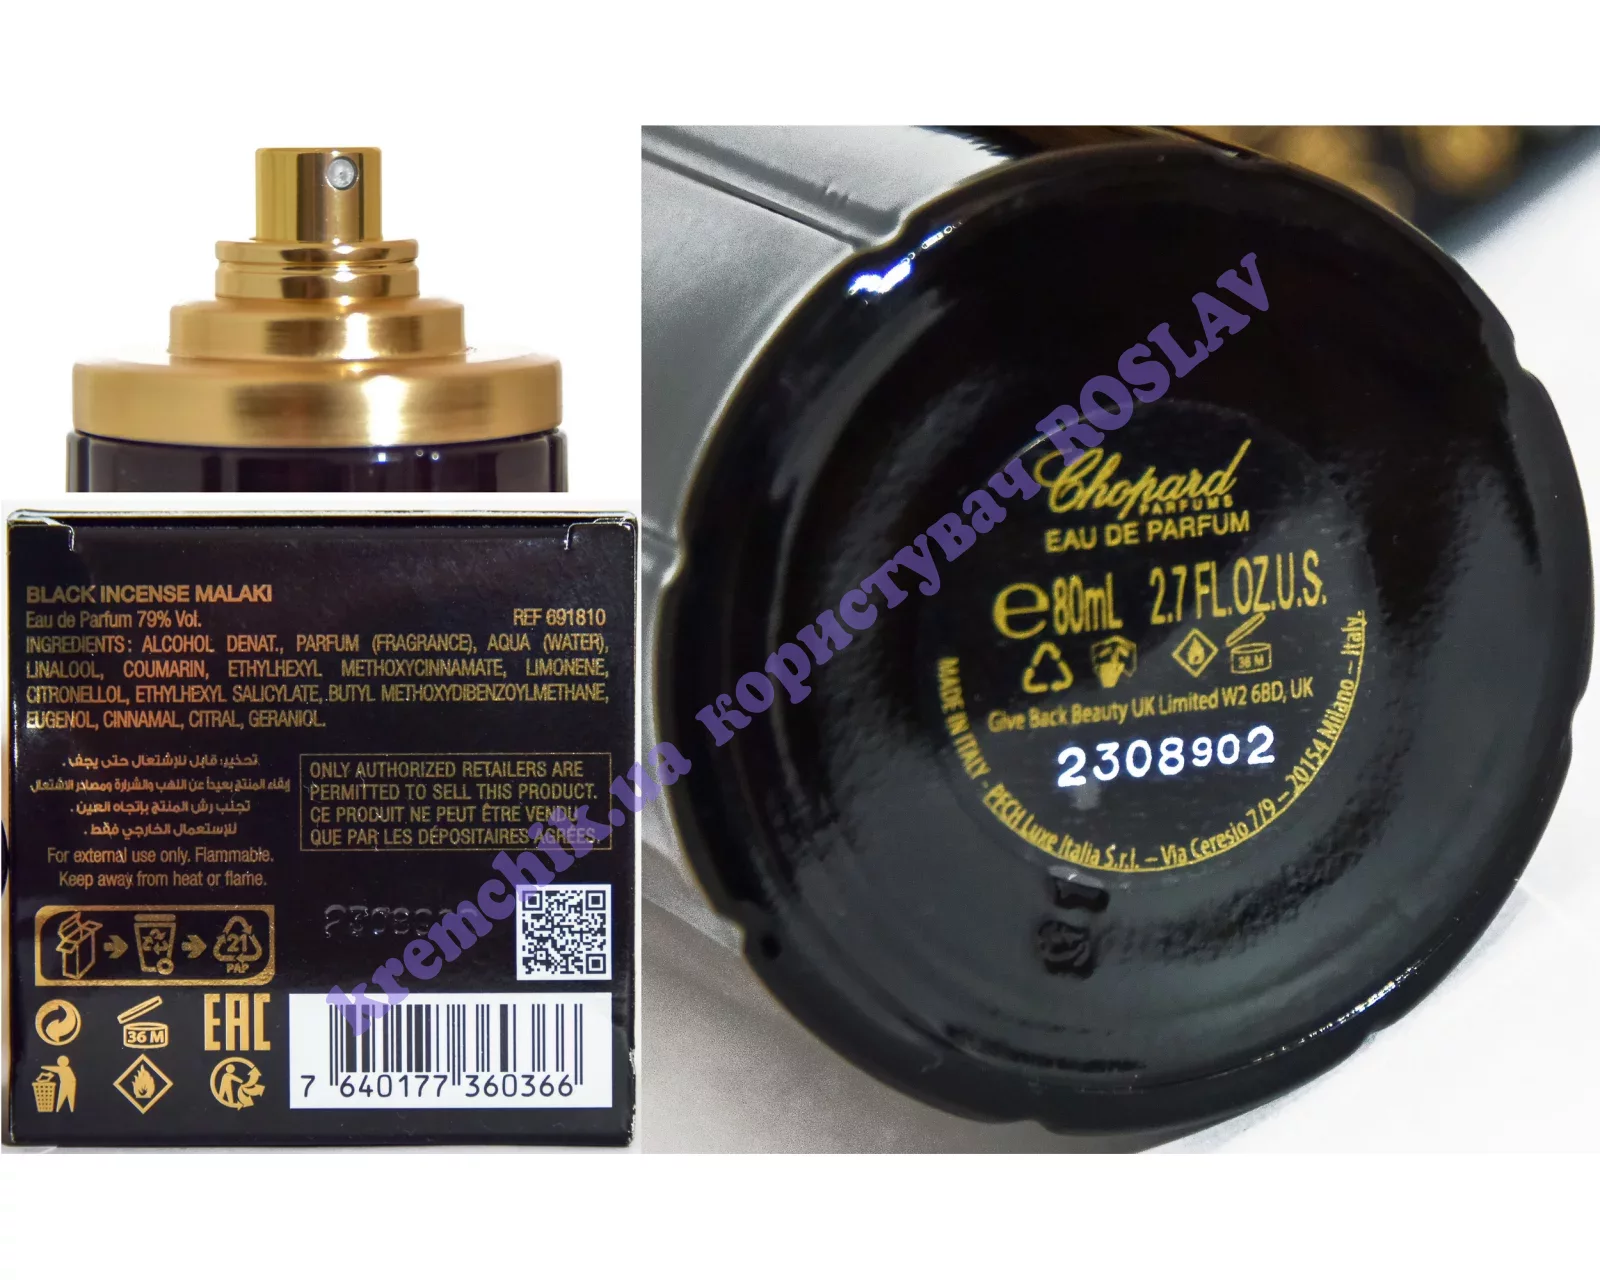 BLACK INCENSE MALAKI
Eau de Parfum 79% Vol. REF 691810
INGREDIENTS: ALCOHOL DENAT., PARFUM (FRAGRANCE), AQUA (WATER),
LINALOOL, COUMARIN, ETHYLHEXYL METHOXYCINNAMATE, LIMONENE,
CITRONELLOL, ETHYLHEXYL SALICYLATE, BUTYL METHOXYDIBENZOYLMETHANE,
EUGENOL, CINNAMAL, CITRAL, GERANIOL.
تحذير: قابل للإشتعال حتى يجف.
إبقاء المنتج بعيداً عن اللهب والشرارة ومصادر الاشتعال
تجنب رش المنتج بإتجاه العين.
للإستعمال الخارجي فقط.
For external use only. Flammable.
Keep away from heat or flame.
ONLY AUTHORIZED RETAILERS ARE
PERMITTED TO SELL THIS PRODUCT.
CE PRODUIT NE PEUT ÊTRE VENDU
QUE PAR LES DÉPOSITAIRES AGRÉÉS.
21
PAP
36 M
EAC
7 640177 360366
Chopard
PARFUMS
EAU DE PARFUM
e 80mL 2.7 FL.OZ.U.S.
36 M
Give Back Beauty UK Limited W2 6BD, UK
2308902
MADE IN ITALY - PECH Luxe Italia S.r.l. – Via Ceresio 7/9 – 20154 Milano – Italy.
kremchik.ua користувач ROSLAV